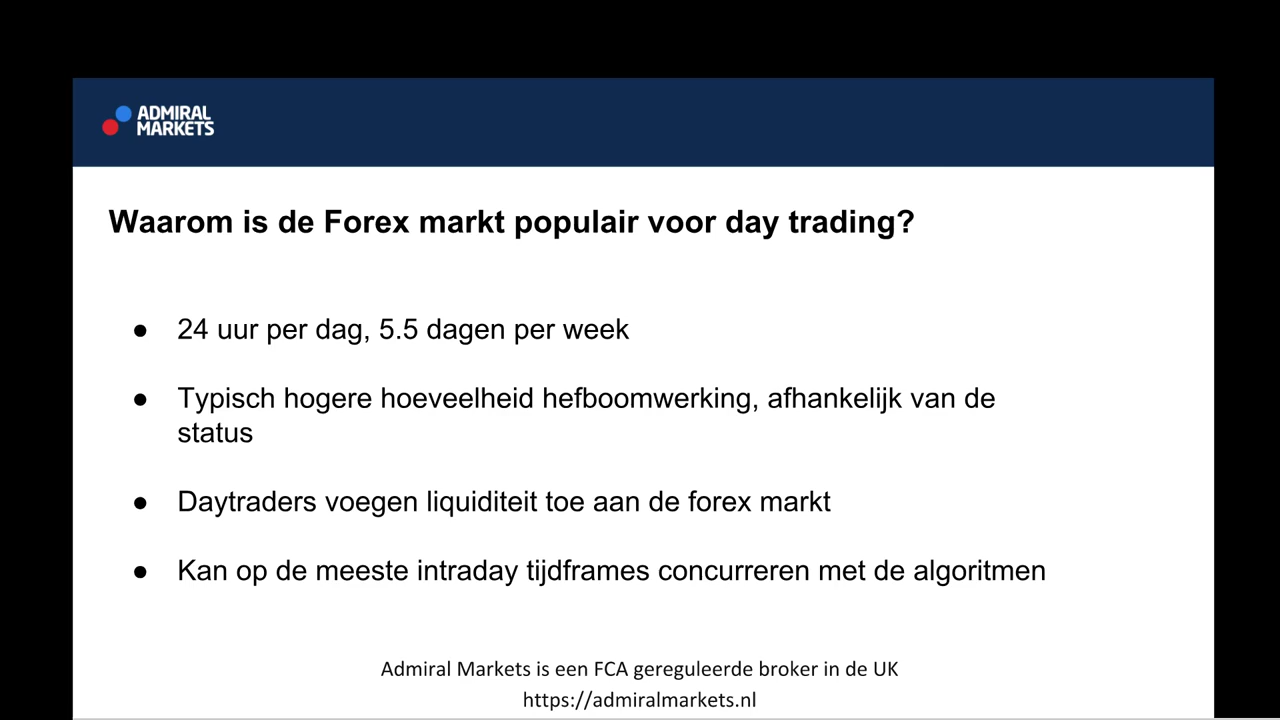 ADMIRAL
MARKETS
Waarom is de Forex markt populair voor day trading?
● 24 uur per dag, 5.5 dagen per week
● Typisch hogere hoeveelheid hefboomwerking, afhankelijk van de
status
● Daytraders voegen liquiditeit toe aan de forex markt
● Kan op de meeste intraday tijdframes concurreren met de algoritmen
Admiral Markets is een FCA gereguleerde broker in de UK
https://admiralmarkets.nl